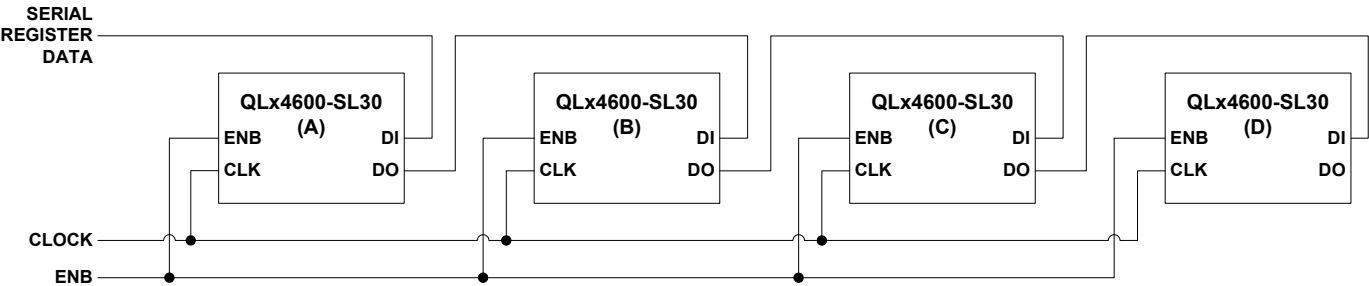 SERIAL
REGISTER
DATA
QLx4600-SL30
(A)
ENB DI
CLK DO
QLx4600-SL30
(B)
ENB DI
CLK DO
QLx4600-SL30
(C)
ENB DI
CLK DO
QLx4600-SL30
(D)
ENB DI
CLK DO
CLOCK
ENB